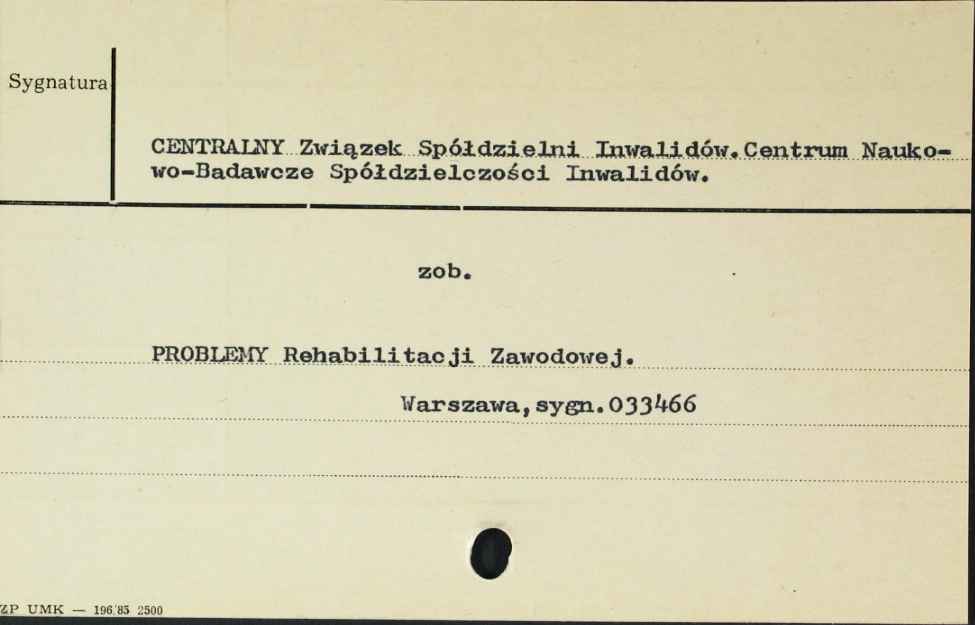 Sygnatura
CENTRALNY Związek Spółdzielni Inwalidów.Centrum Nauko-
wo-Badawcze Spółdzielczości Inwalidów.
zob.
PROBLEMY Rehabilitacji Zawodowej.
Warszawa,sygn.033466
ZP UMK — 196/85 2500